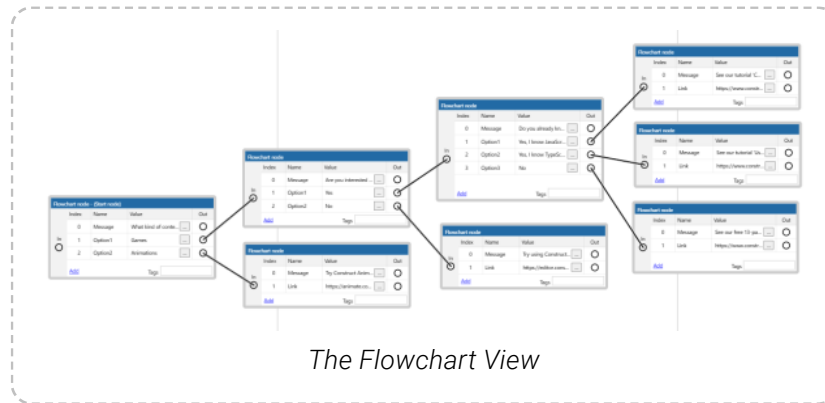 Flowchart node - (Start node)
Index Name Value Out
In
0 Message What kind of conte... ...
1 Option1 Games ...
2 Option2 Animations ...
Add Tags
Flowchart node
Index Name Value Out
In
0 Message Are you interested ... ...
1 Option1 Yes ...
2 Option2 No ...
Add Tags
Flowchart node
Index Name Value Out
In
0 Message Try Construct Anim... ...
1 Link https://animate.co... ...
Add Tags
Flowchart node
Index Name Value Out
In
0 Message Do you already kn... ...
1 Option1 Yes, I know JavaScr... ...
2 Option2 Yes, I know TypeSc... ...
3 Option3 No ...
Add Tags
Flowchart node
Index Name Value Out
In
0 Message Try using Construct... ...
1 Link https://editor.cons... ...
Add Tags
Flowchart node
Index Name Value Out
In
0 Message See our tutorial 'C... ...
1 Link https://www.constr... ...
Add Tags
Flowchart node
Index Name Value Out
In
0 Message See our tutorial 'Us... ...
1 Link https://www.constr... ...
Add Tags
Flowchart node
Index Name Value Out
In
0 Message See our free 13-pa... ...
1 Link https://www.constr... ...
Add Tags
The Flowchart View